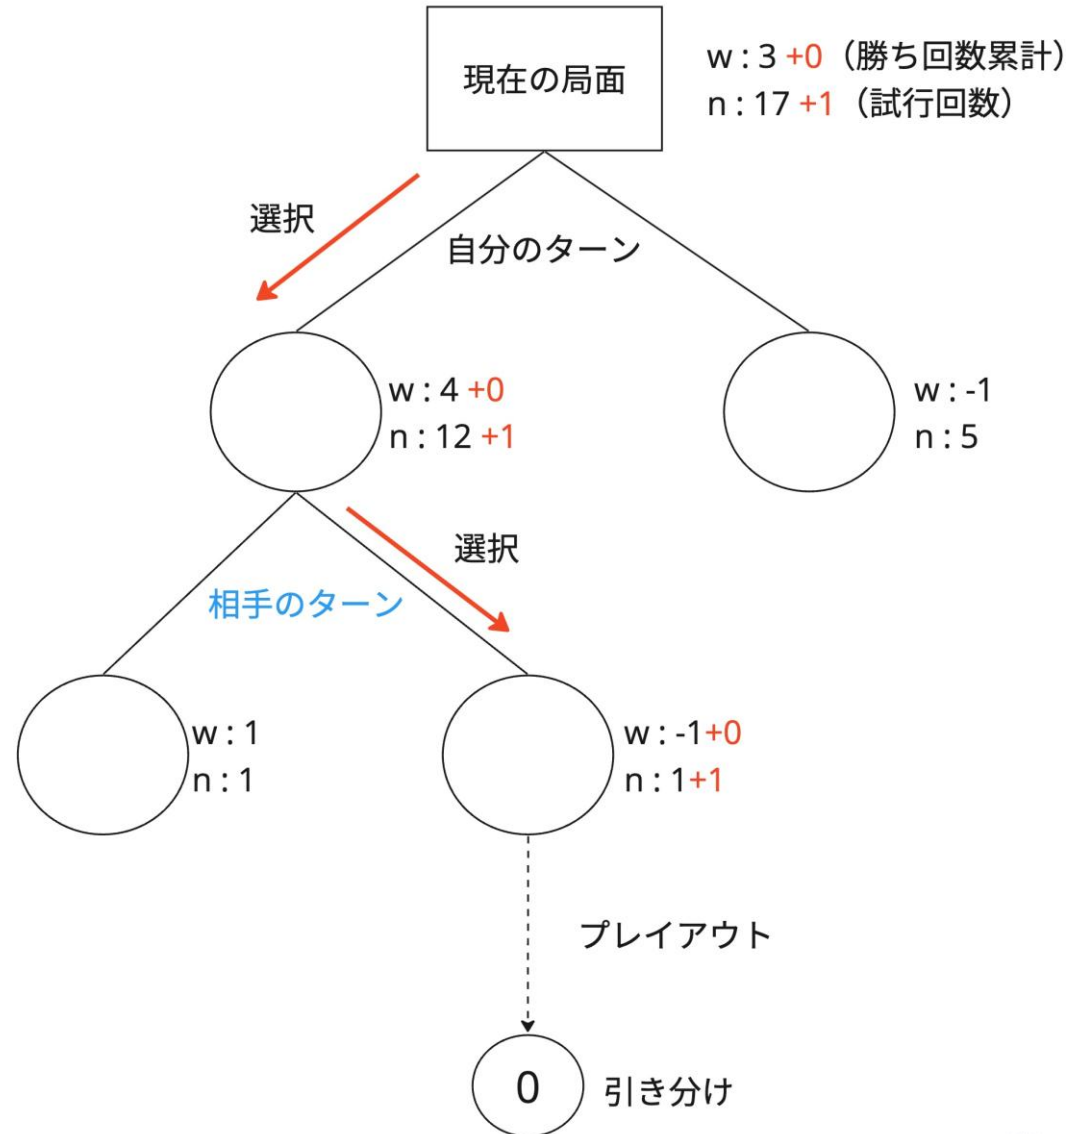 現在の局面
w : 3 +0（勝ち回数累計）
n : 17 +1（試行回数）
選択
自分のターン
w : 4 +0
n : 12 +1
w : -1
n : 5
選択
相手のターン
w : 1
n : 1
w : -1+0
n : 1+1
プレイアウト
0
引き分け